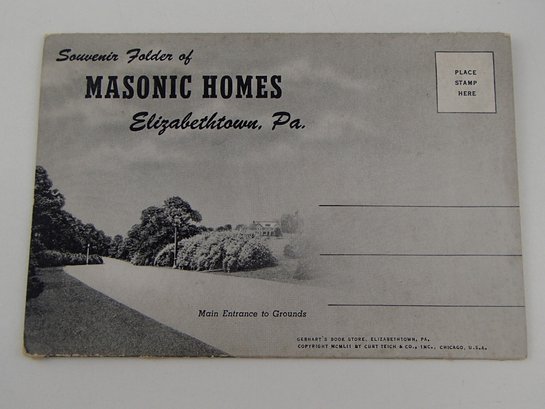 Souvenir Folder of
MASONIC HOMES
Elizabethtown, Pa.
PLACE
STAMP
HERE
Main Entrance to Grounds
GEBHART'S BOOK STORE, ELIZABETHTOWN, PA.
COPYRIGHT MCMLII BY CURT TEICH & CO., INC., CHICAGO, U.S.A.